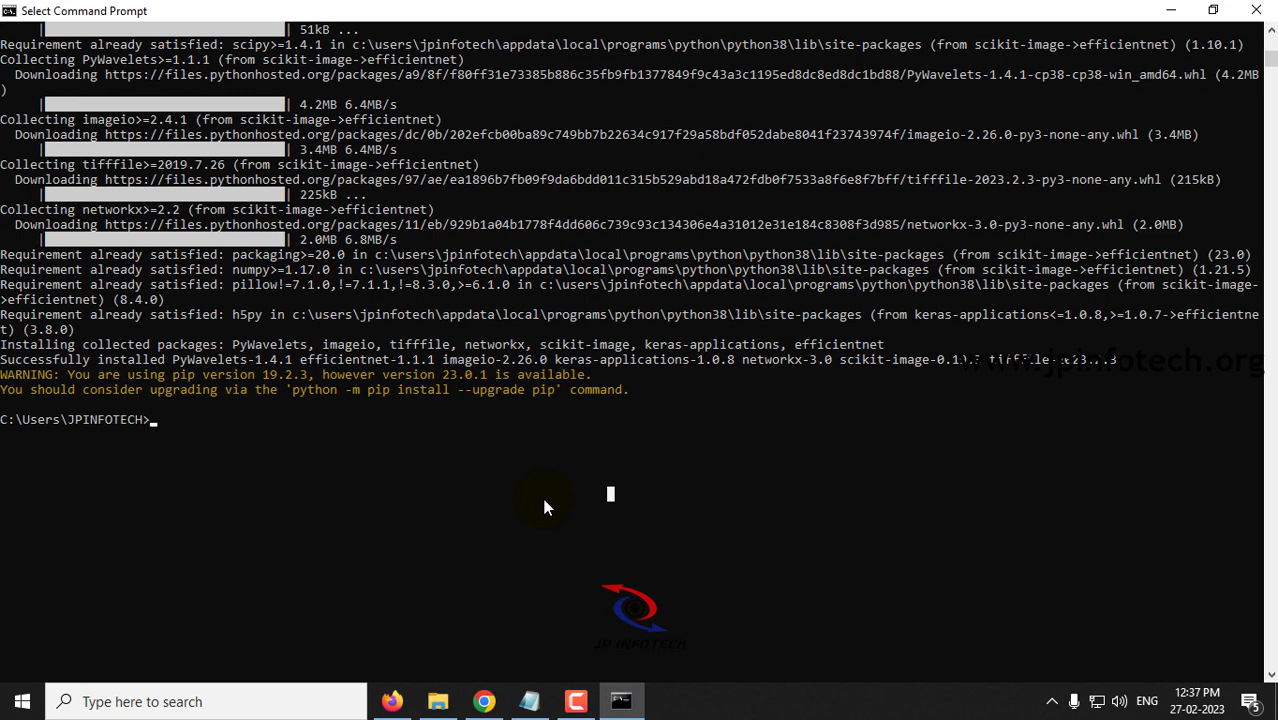 Select Command Prompt
| | 51kB ...
Requirement already satisfied: scipy>=1.4.1 in c:\users\jpinfotech\appdata\local\programs\python\python38\lib\site-packages (from scikit-image->efficientnet) (1.10.1)
Collecting PyWavelets>=1.1.1 (from scikit-image->efficientnet)
Downloading https://files.pythonhosted.org/packages/a9/8f/f80ff31e73385b886c35fb9fb1377849f9c43a3c1195ed8dc8ed8dc1bd88/PyWavelets-1.4.1-cp38-cp38-win_amd64.whl (4.2MB
)
| | 4.2MB 6.4MB/s
Collecting imageio>=2.4.1 (from scikit-image->efficientnet)
Downloading https://files.pythonhosted.org/packages/dc/0b/202efcb00ba89c749bb7b22634c917f29a58bdf052dabe8041f23743974f/imageio-2.26.0-py3-none-any.whl (3.4MB)
| | 3.4MB 6.4MB/s
Collecting tifffile>=2019.7.26 (from scikit-image->efficientnet)
Downloading https://files.pythonhosted.org/packages/97/ae/ea1896b7fb09f9da6bdd011c315b529abd18a472fdb0f7533a8f6e8f7bff/tifffile-2023.2.3-py3-none-any.whl (215kB)
| | 225kB ...
Collecting networkx>=2.2 (from scikit-image->efficientnet)
Downloading https://files.pythonhosted.org/packages/11/eb/929b1a04b1778f4dd606c739c93c134306e4a31012e31e184c8308f3d985/networkx-3.0-py3-none-any.whl (2.0MB)
| | 2.0MB 6.8MB/s
Requirement already satisfied: packaging>=20.0 in c:\users\jpinfotech\appdata\local\programs\python\python38\lib\site-packages (from scikit-image->efficientnet) (23.0)
Requirement already satisfied: numpy>=1.17.0 in c:\users\jpinfotech\appdata\local\programs\python\python38\lib\site-packages (from scikit-image->efficientnet) (1.21.5)
Requirement already satisfied: pillow!=7.1.0,!=7.1.1,!=8.3.0,>=6.1.0 in c:\users\jpinfotech\appdata\local\programs\python\python38\lib\site-packages (from scikit-image-
>efficientnet) (8.4.0)
Requirement already satisfied: h5py in c:\users\jpinfotech\appdata\local\programs\python\python38\lib\site-packages (from keras-applications<=1.0.8,>=1.0.7->efficientne
t) (3.8.0)
Installing collected packages: PyWavelets, imageio, tifffile, networkx, scikit-image, keras-applications, efficientnet
Successfully installed PyWavelets-1.4.1 efficientnet-1.1.1 imageio-2.26.0 keras-applications-1.0.8 networkx-3.0
www.jpinfotech.org
WARNING: You are using pip version 19.2.3, however version 23.0.1 is available.
You should consider upgrading via the 'python -m pip install --upgrade pip' command.
C:\Users\JPINFOTECH>
JP INFOTECH
Type here to search
ENG
12:37 PM
27-02-2023
5